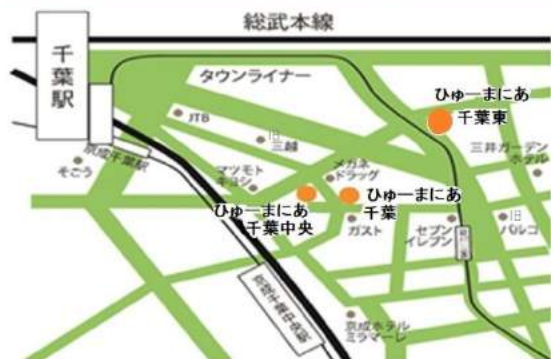 総武本線
千葉駅
タウンライナー
ひゅーまにあ
千葉東
JTB
旧
三越
三井ガーデン
ホテル
京成千葉駅
そごう
マツモト
キヨシ
メガネ
ドラッグ
ひゅーまにあ
千葉中央
ひゅーまにあ
千葉
ガスト
セブン
イレブン
旧
パルコ
京成千葉中央駅
京成ホテル
ミラマーレ